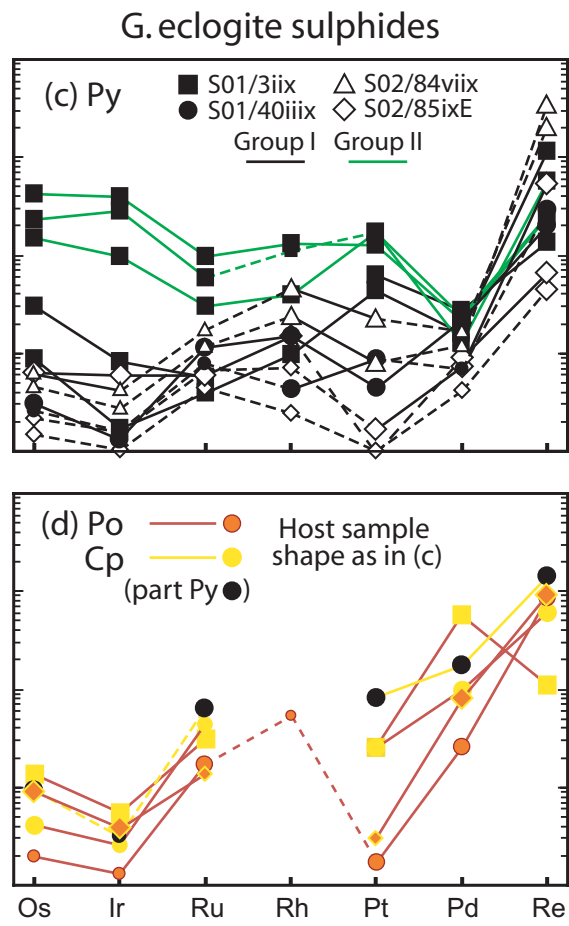 G. eclogite sulphides
(c) Py
S01/3iix
S02/84viix
S01/40iiix
S02/85ixE
Group I
Group II
(d) Po
Host sample
Cp
shape as in (c)
(part Py )
Os Ir Ru Rh Pt Pd Re